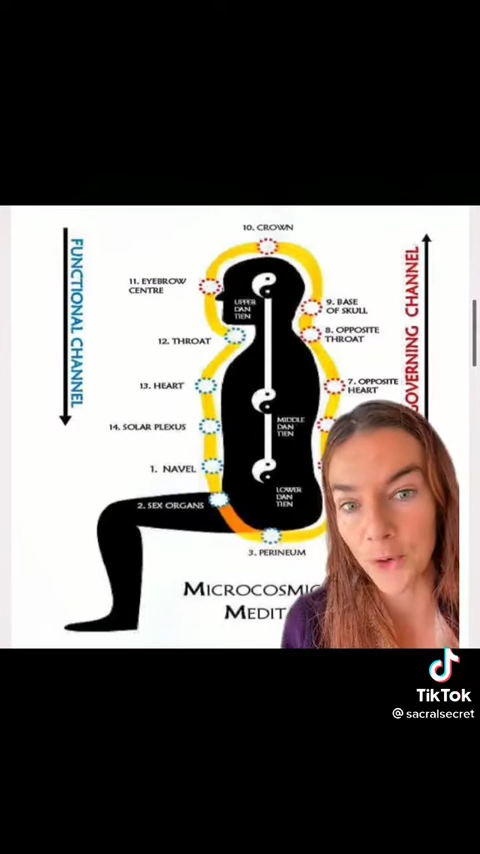 10. CROWN
FUNCTIONAL CHANNEL
GOVERNING CHANNEL
11. EYEBROW
CENTRE
UPPER
DAN
TIEN
9. BASE
OF SKULL
8. OPPOSITE
THROAT
12. THROAT
13. HEART
7. OPPOSITE
HEART
14. SOLAR PLEXUS
MIDDLE
DAN
TIEN
1. NAVEL
2. SEX ORGANS
LOWER
DAN
TIEN
3. PERINEUM
MICROCOSMIC
MEDIT
TikTok
@sacralsecret